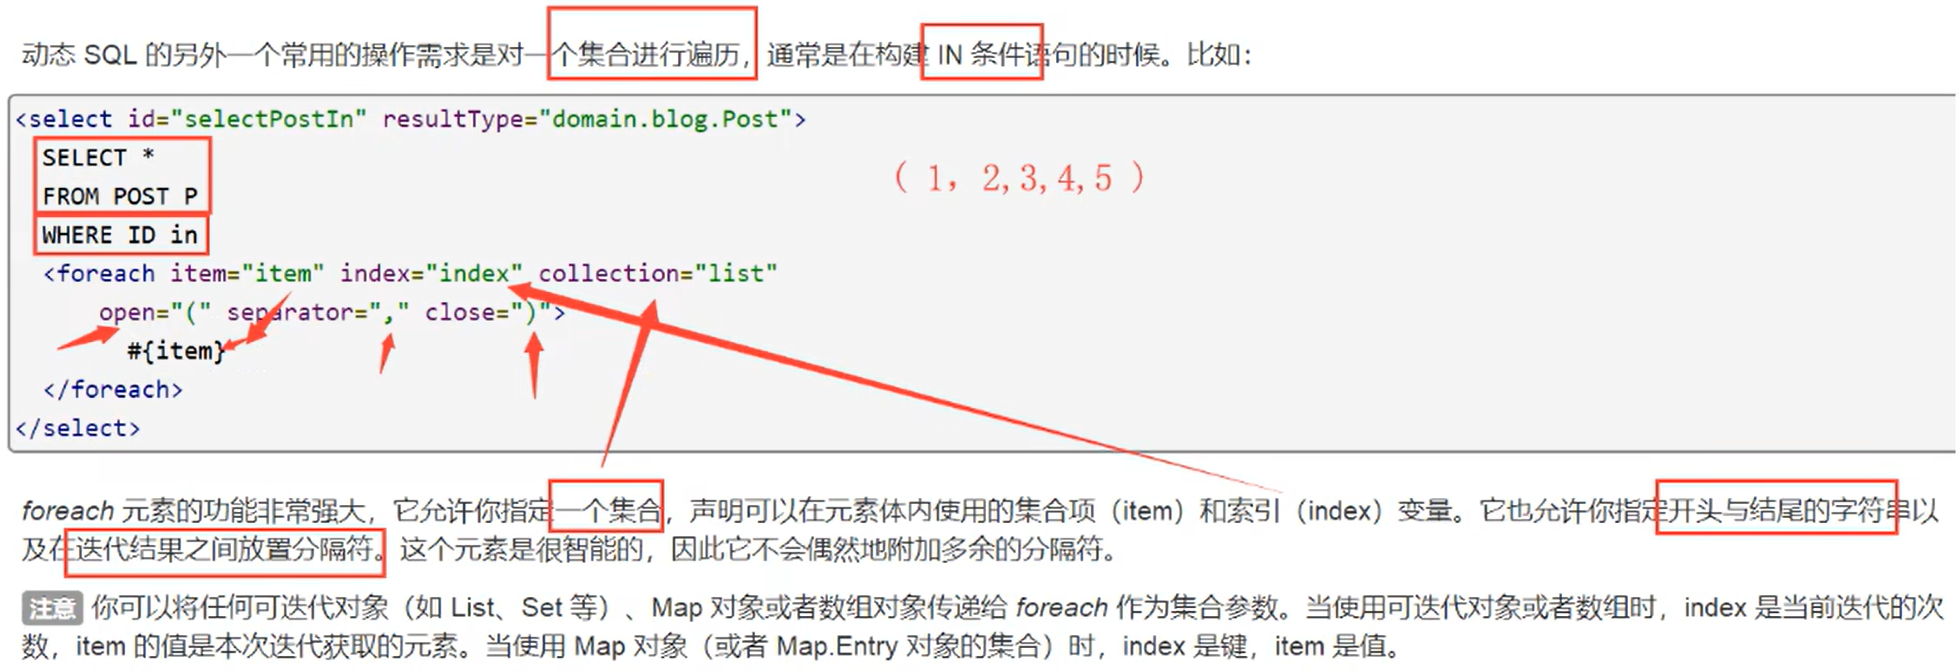 动态 SQL 的另外一个常用的操作需求是对一个集合进行遍历，通常是在构建 IN 条件语句的时候。比如：
<select id="selectPostIn" resultType="domain.blog.Post">
SELECT *
（ 1，2,3,4,5 ）
FROM POST P
WHERE ID in
<foreach item="item" index="index" collection="list"
open="(" separator="," close=")">
#{item}
</foreach>
</select>
foreach 元素的功能非常强大，它允许你指定一个集合，声明可以在元素体内使用的集合项（item）和索引（index）变量。它也允许你指定开头与结尾的字符串以
及在迭代结果之间放置分隔符。这个元素是很智能的，因此它不会偶然地附加多余的分隔符。
注意 你可以将任何可迭代对象（如 List、Set 等）、Map 对象或者数组对象传递给 foreach 作为集合参数。当使用可迭代对象或者数组时，index 是当前迭代的次
数，item 的值是本次迭代获取的元素。当使用 Map 对象（或者 Map.Entry 对象的集合）时，index 是键，item 是值。